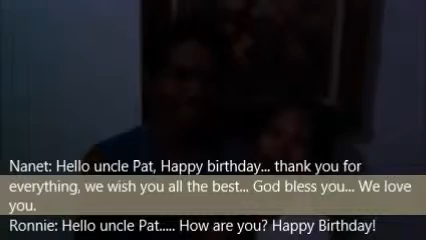 Nanet: Hello uncle Pat, Happy birthday... thank you for
everything, we wish you all the best... God bless you... We love
you.
Ronnie: Hello uncle Pat..... How are you? Happy Birthday!